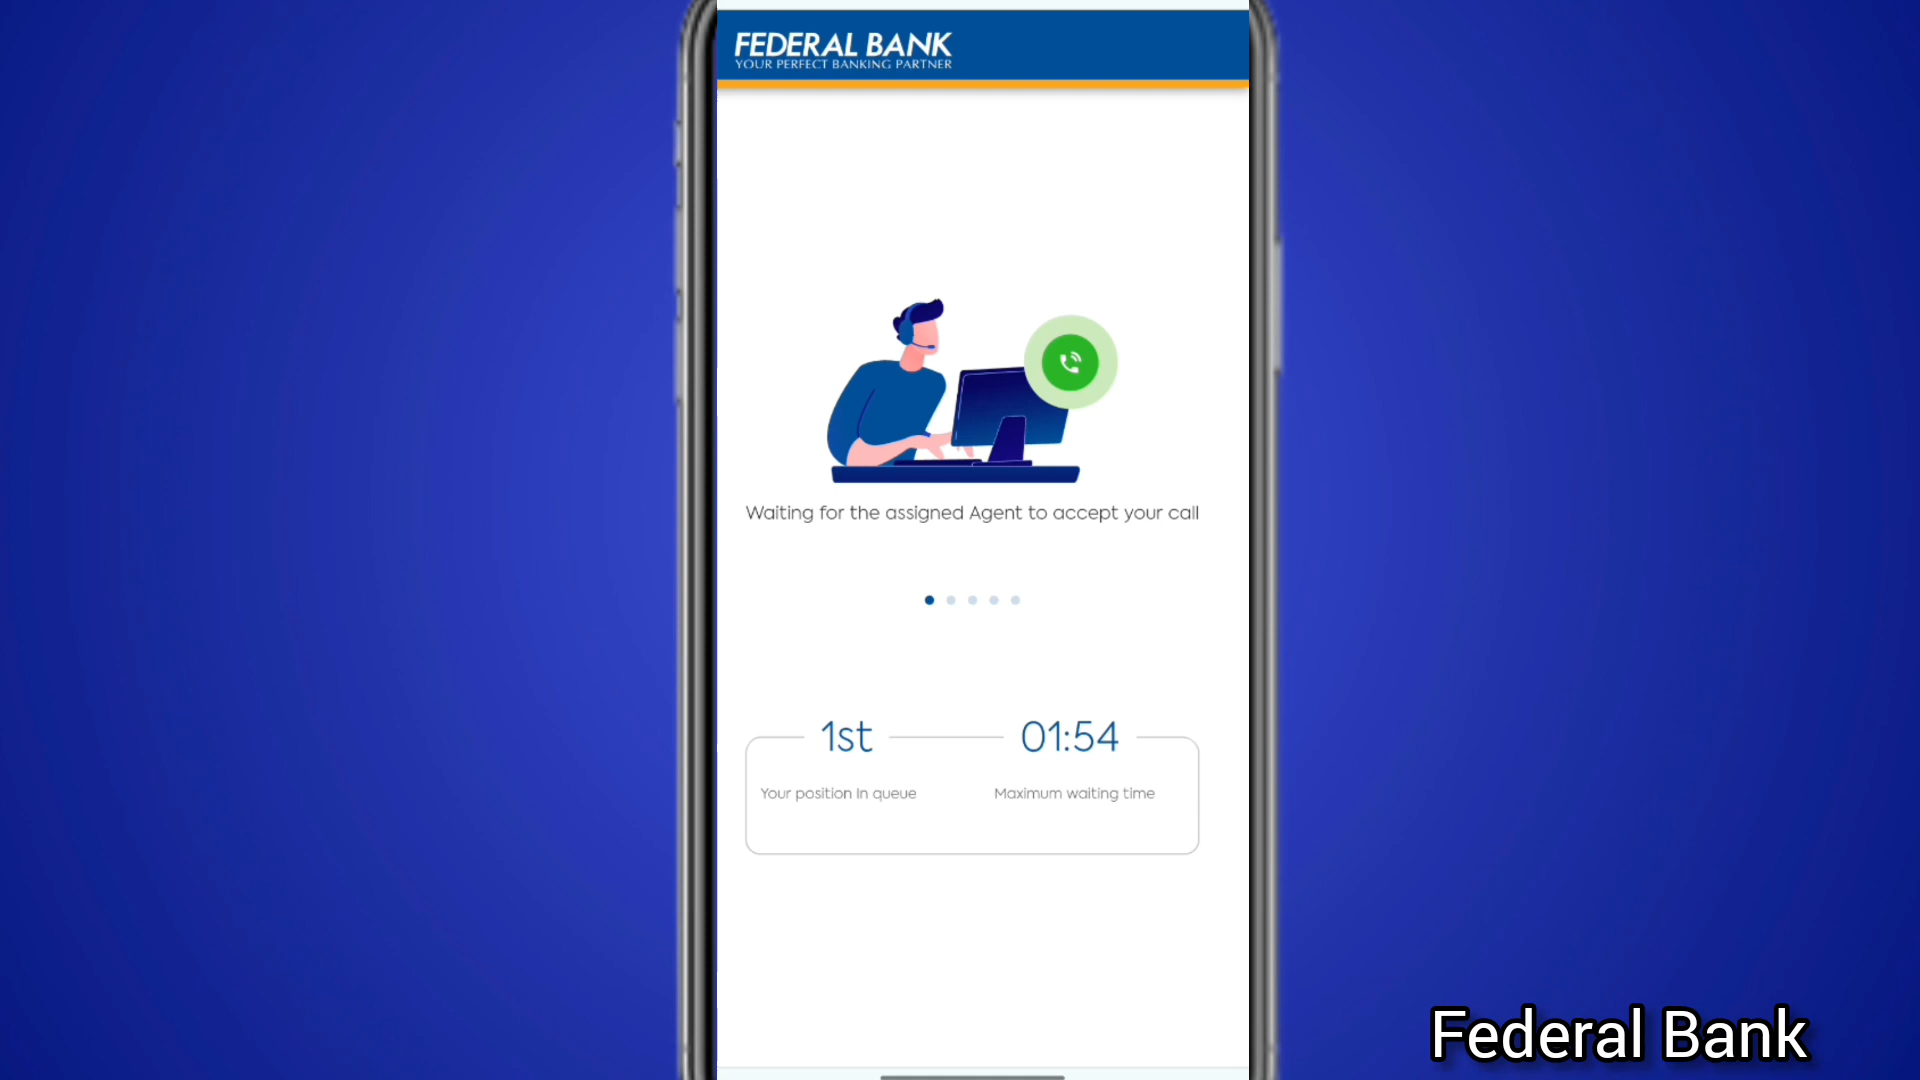 FEDERAL BANK
YOUR PERFECT BANKING PARTNER
Waiting for the assigned Agent to accept your call
1st
01:54
Your position In queue
Maximum waiting time
Federal Bank